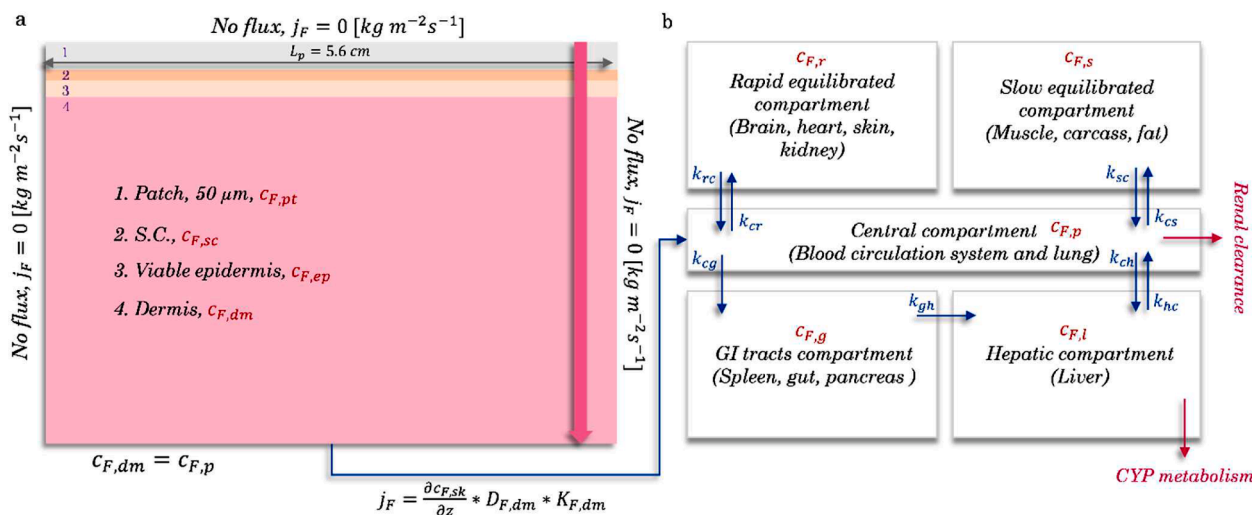 a
No flux, j_F = 0 [kg m^−2 s^−1]
1
L_p = 5.6 cm
2
3
4
No flux, j_F = 0 [kg m^−2 s^−1]
1. Patch, 50 μm, c_F,pt
2. S.C., c_F,sc
3. Viable epidermis, c_F,ep
4. Dermis, c_F,dm
No flux, j_F = 0 [kg m^−2 s^−1]
c_F,dm = c_F,p
j_F = ∂c_F,sk/∂z * D_F,dm * K_F,dm
b
c_F,r
Rapid equilibrated
compartment
(Brain, heart, skin,
kidney)
c_F,s
Slow equilibrated
compartment
(Muscle, carcass, fat)
k_rc
k_cr
k_sc
k_cs
Central compartment c_F,p
(Blood circulation system and lung)
Renal clearance
k_cg
k_gh
k_ch
k_hc
c_F,g
GI tracts compartment
(Spleen, gut, pancreas )
c_F,l
Hepatic compartment
(Liver)
CYP metabolism